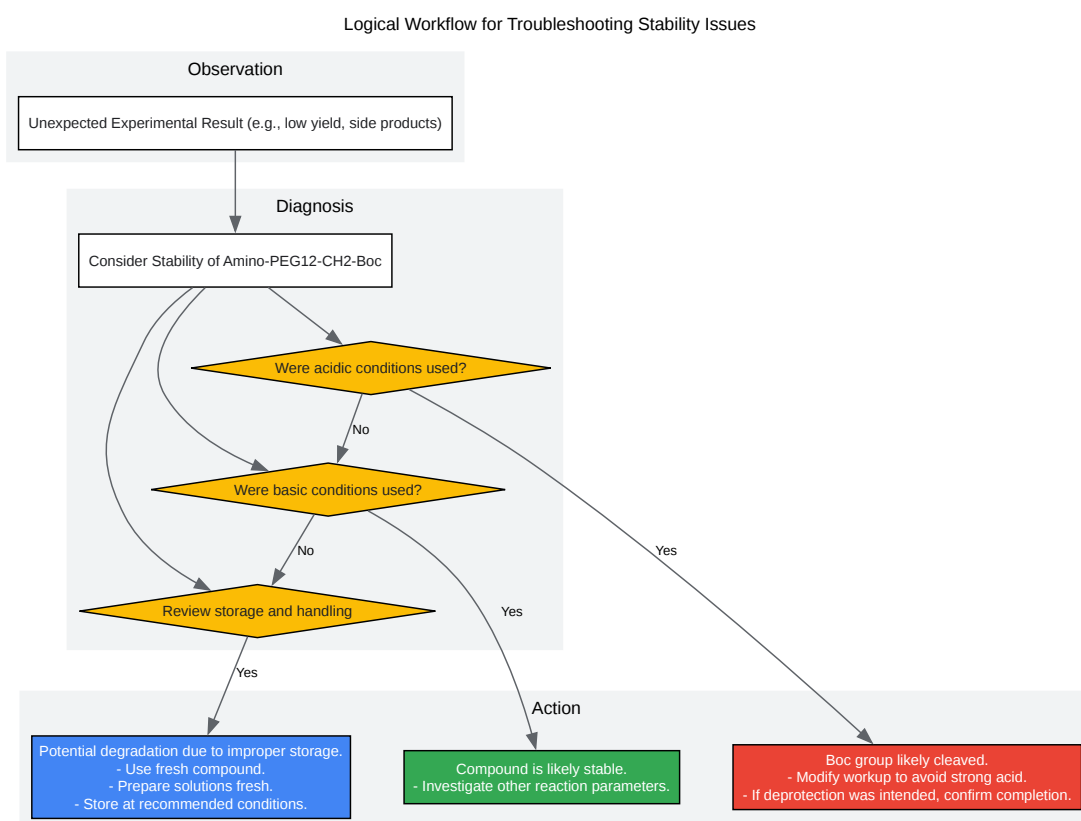 Logical Workflow for Troubleshooting Stability Issues
Observation
Unexpected Experimental Result (e.g., low yield, side products)
Diagnosis
Consider Stability of Amino-PEG12-CH2-Boc
Were acidic conditions used?
No
Were basic conditions used?
No
Yes
Review storage and handling
Yes
Yes
Action
Potential degradation due to improper storage.
- Use fresh compound.
- Prepare solutions fresh.
- Store at recommended conditions.
Compound is likely stable.
- Investigate other reaction parameters.
Boc group likely cleaved.
- Modify workup to avoid strong acid.
- If deprotection was intended, confirm completion.